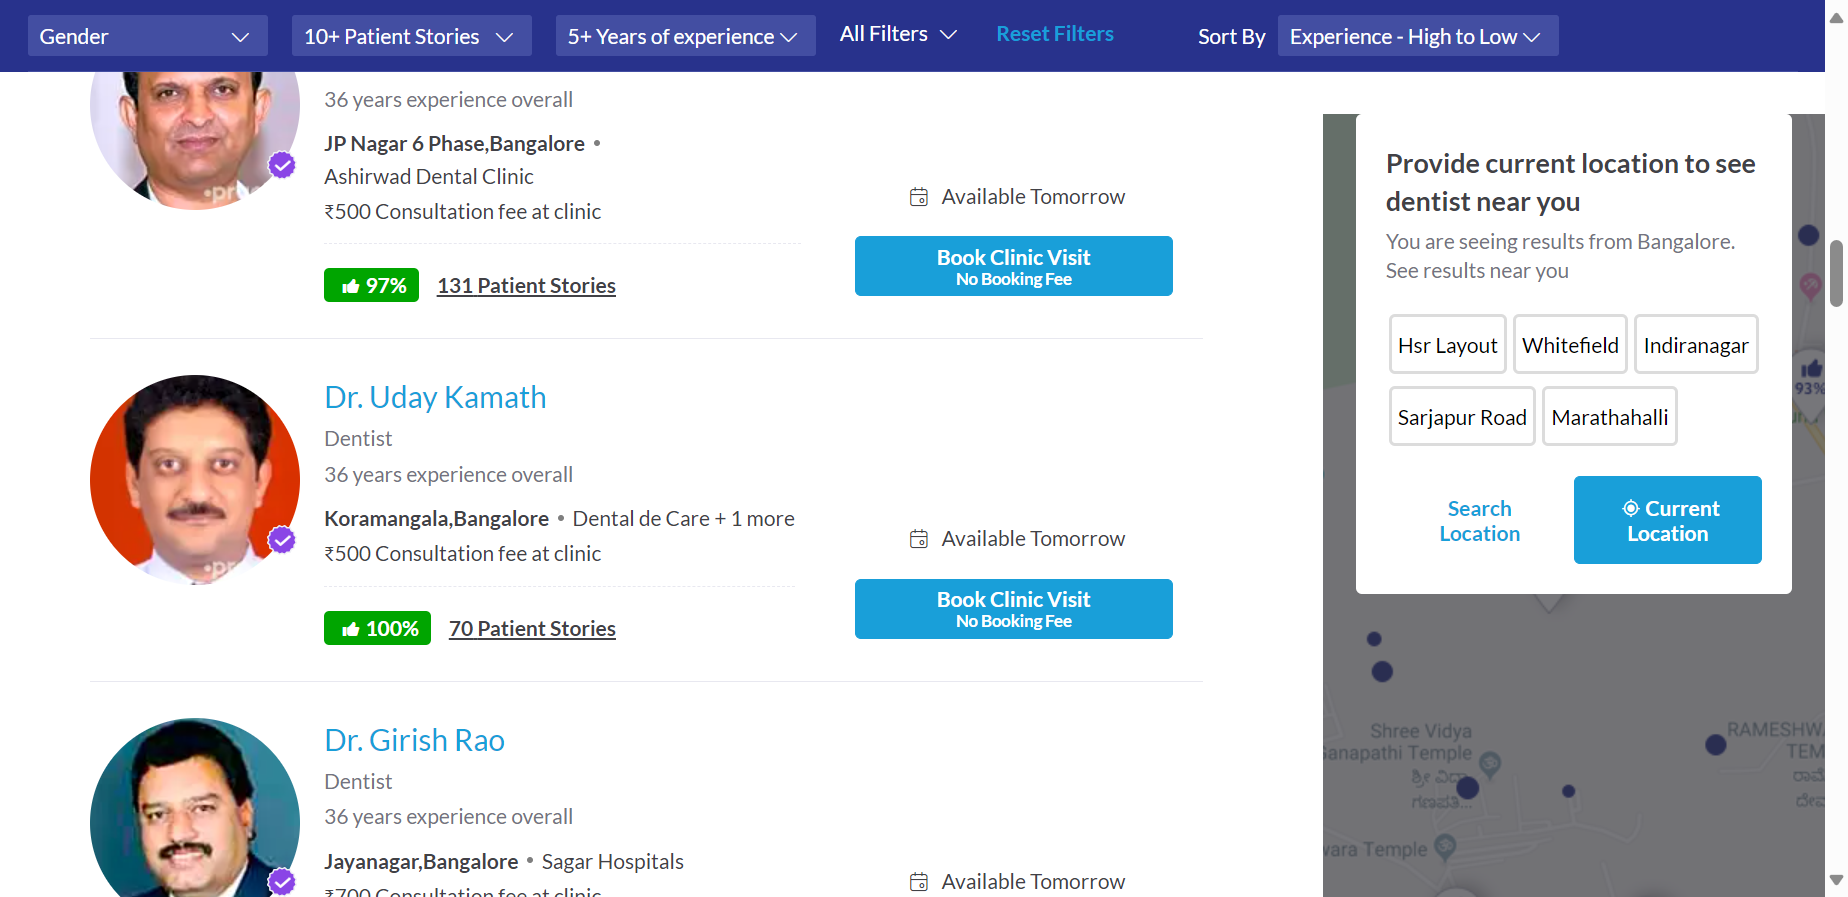 Gender
10+ Patient Stories
5+ Years of experience
All Filters
Reset Filters
Sort By
Experience - High to Low
36 years experience overall
JP Nagar 6 Phase,Bangalore •
Ashirwad Dental Clinic
₹500 Consultation fee at clinic
97% 131 Patient Stories
Available Tomorrow
Book Clinic Visit
No Booking Fee
Dr. Uday Kamath
Dentist
36 years experience overall
Koramangala,Bangalore • Dental de Care + 1 more
₹500 Consultation fee at clinic
100% 70 Patient Stories
Available Tomorrow
Book Clinic Visit
No Booking Fee
Dr. Girish Rao
Dentist
36 years experience overall
Jayanagar,Bangalore • Sagar Hospitals
₹700 Consultation fee at clinic
Available Tomorrow
Provide current location to see
dentist near you
You are seeing results from Bangalore.
See results near you
Hsr Layout Whitefield Indiranagar
Sarjapur Road Marathahalli
Search
Location
Current
Location
93%
Shree Vidya
Ganapathi Temple
ಶ್ರೀ ವಿದ್ಯಾ
ಗಣಪತಿ...
RAMESHW
TEM
wara Temple